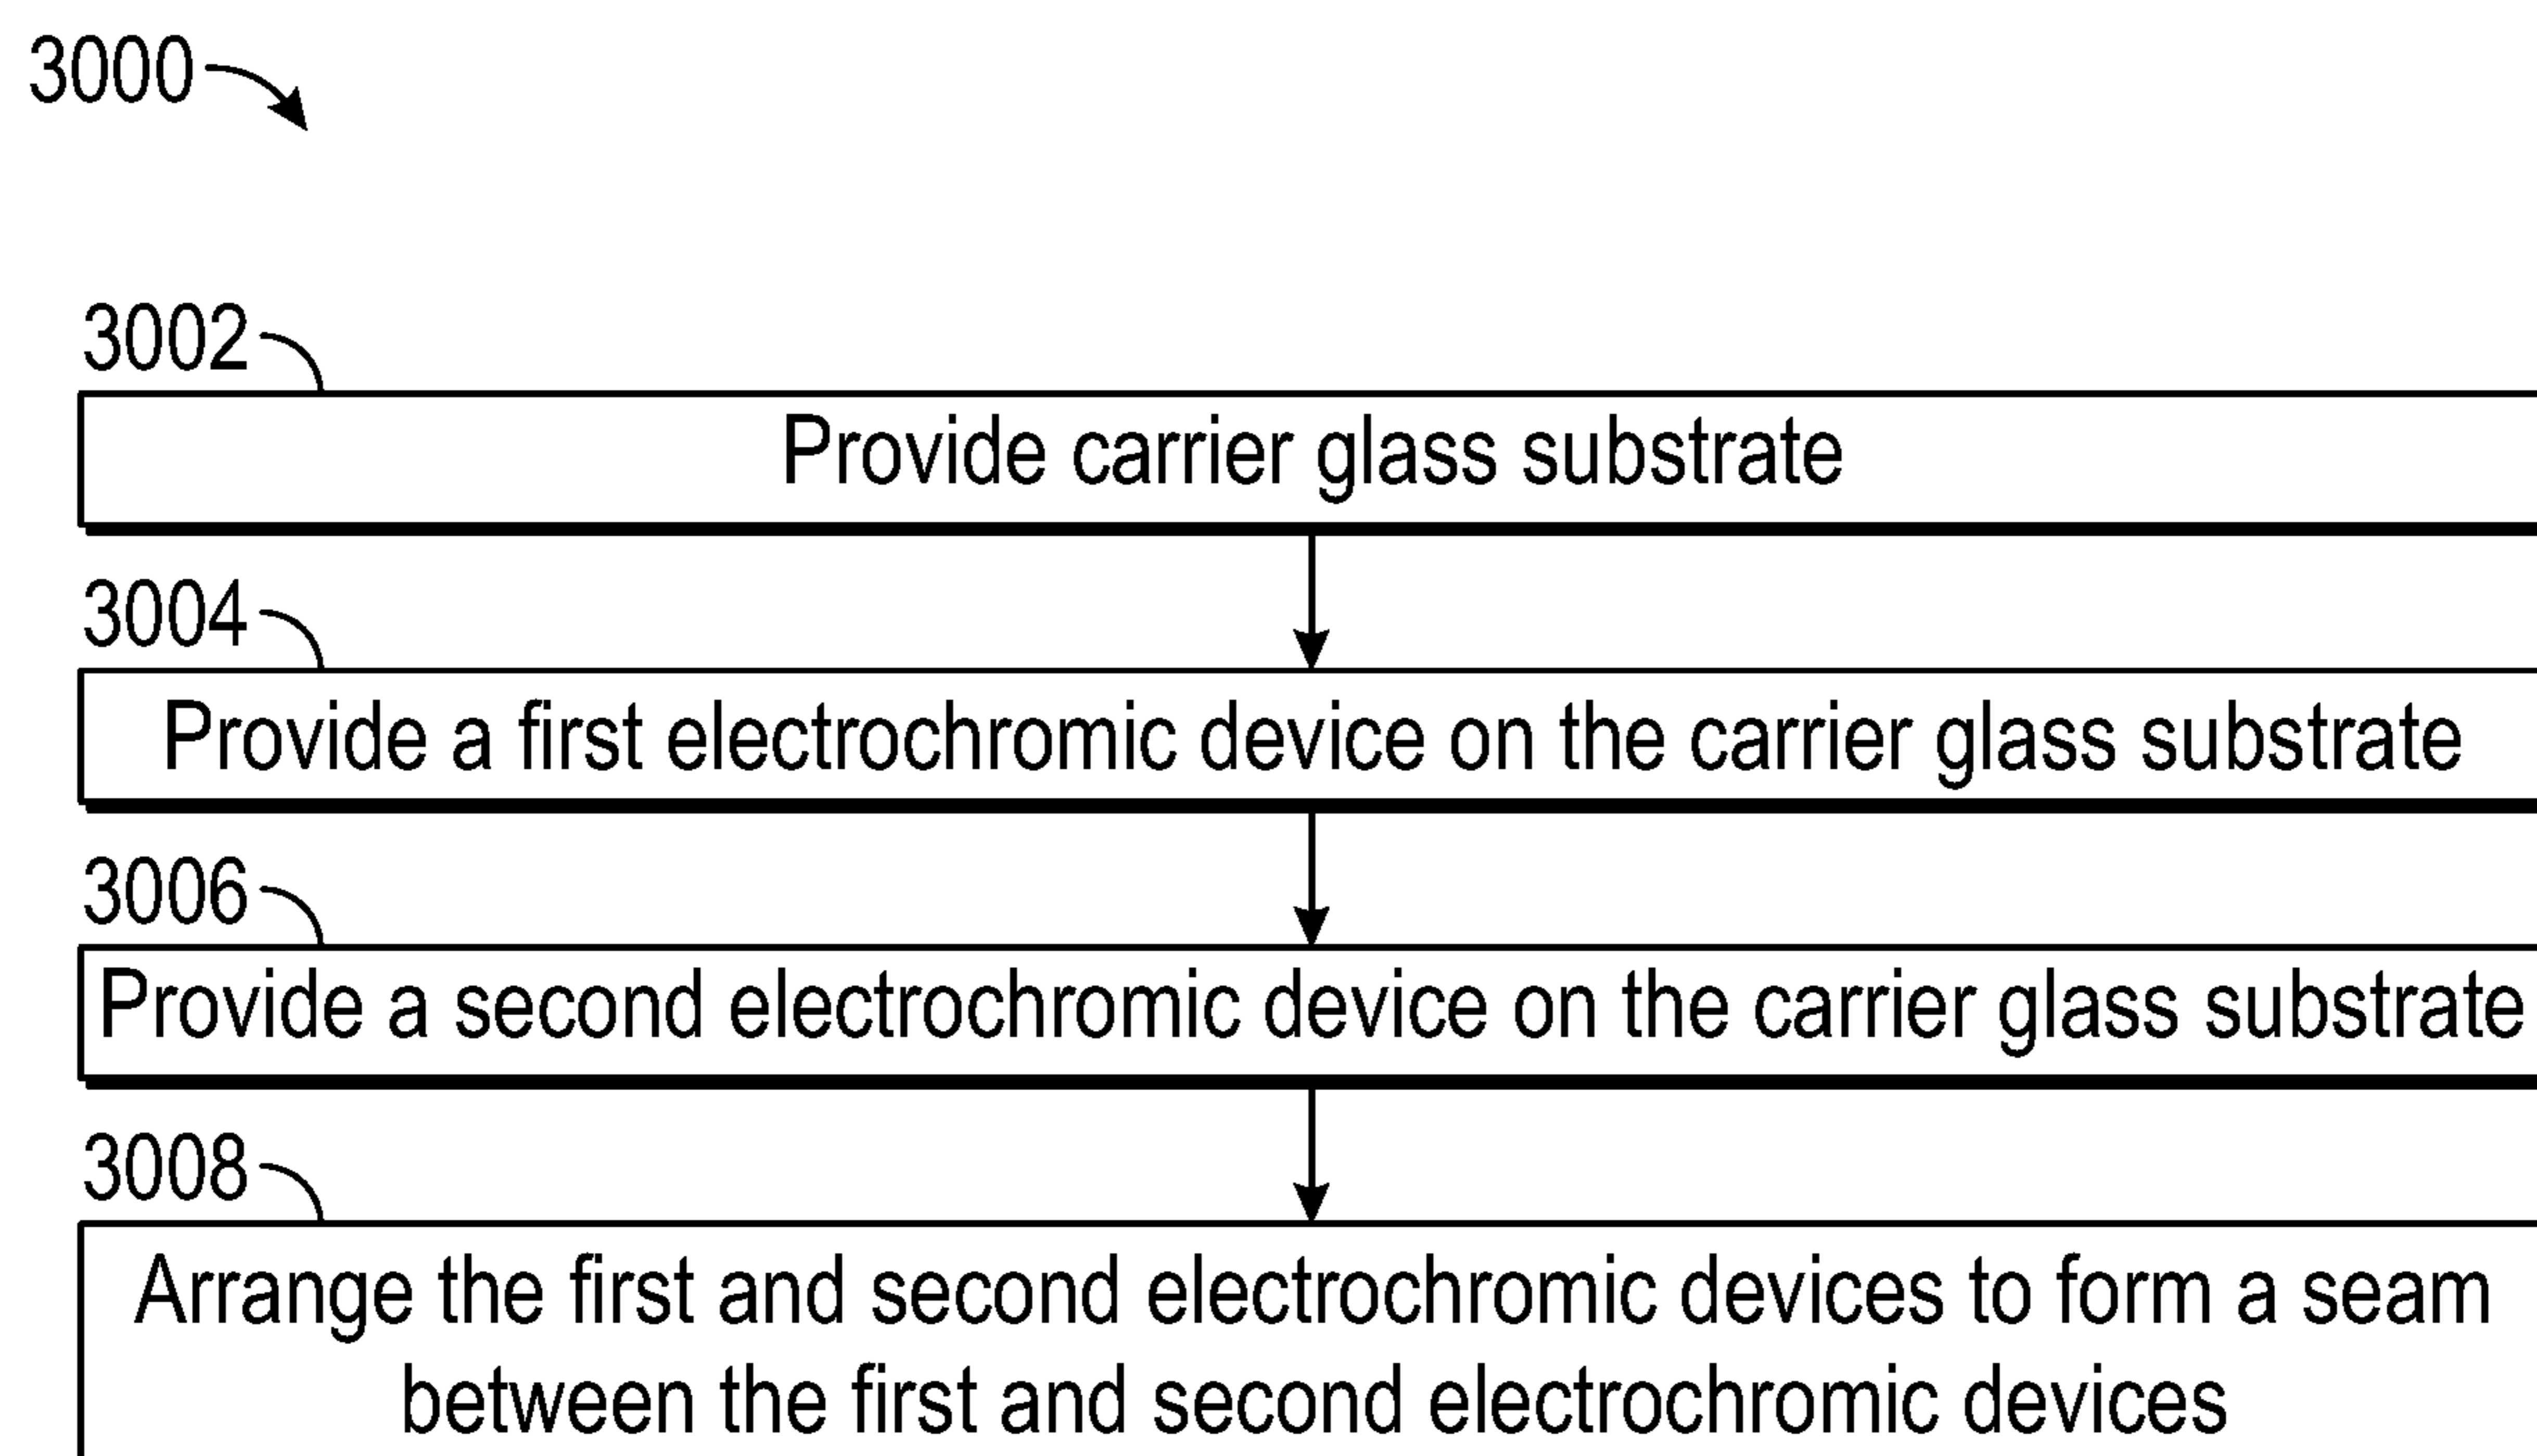 3000
3002
Provide carrier glass substrate
3004
Provide a first electrochromic device on the carrier glass substrate
3006
Provide a second electrochromic device on the carrier glass substrate
3008
Arrange the first and second electrochromic devices to form a seam
between the first and second electrochromic devices